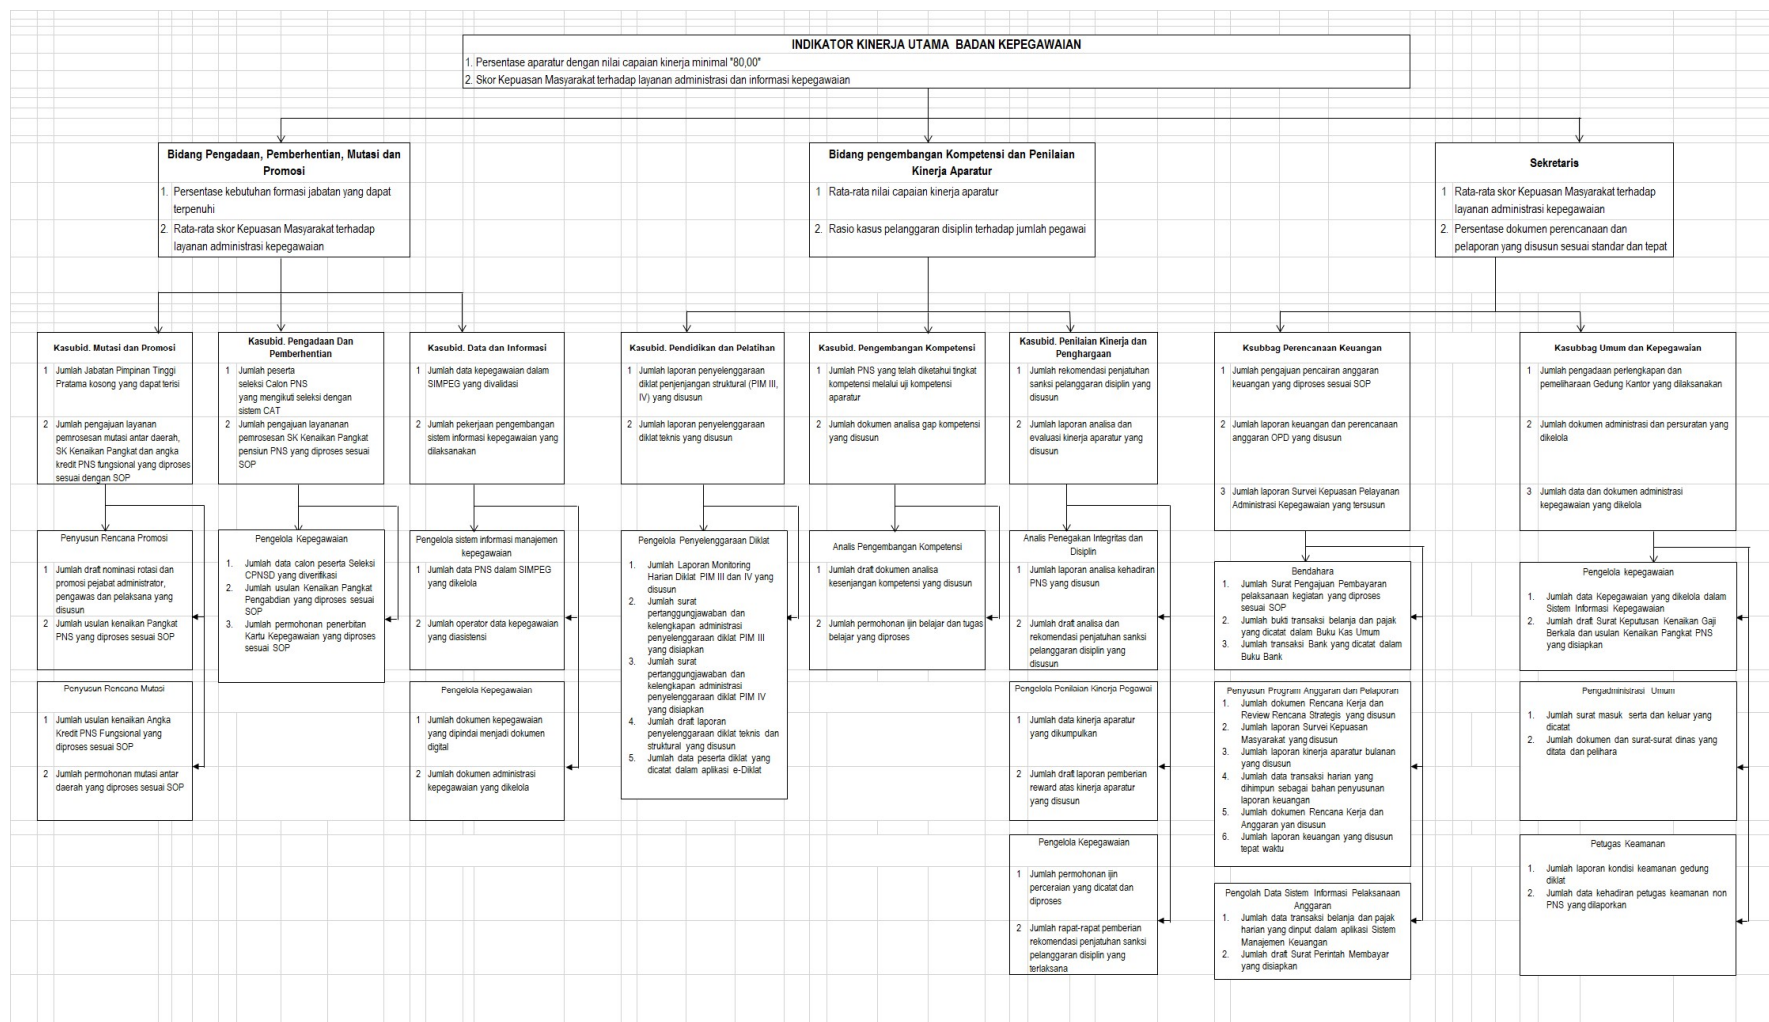 INDIKATOR KINERJA UTAMA BADAN KEPEGAWAIAN
1. Persentase aparatur dengan nilai capaian kinerja minimal "80,00"
2. Skor Kepuasan Masyarakat terhadap layanan administrasi dan informasi kepegawaian
Bidang Pengadaan, Pemberhentian, Mutasi dan
Promosi
1. Persentase kebutuhan formasi jabatan yang dapat
terpenuhi
2. Rata-rata skor Kepuasan Masyarakat terhadap
layanan administrasi kepegawaian
Bidang pengembangan Kompetensi dan Penilaian
Kinerja Aparatur
1 Rata-rata nilai capaian kinerja aparatur
2. Rasio kasus pelanggaran disiplin terhadap jumlah pegawai
Sekretaris
1 Rata-rata skor Kepuasan Masyarakat terhadap
layanan administrasi kepegawaian
2. Persentase dokumen perencanaan dan
pelaporan yang disusun sesuai standar dan tepat
Kasubid. Mutasi dan Promosi
1 Jumlah Jabatan Pimpinan Tinggi
Pratama kosong yang dapat terisi
2 Jumlah pengajuan layanan
pemrosesan mutasi antar daerah,
SK Kenaikan Pangkat dan angka
kredit PNS fungsional yang diproses
sesuai dengan SOP
Kasubid. Pengadaan Dan
Pemberhentian
1 Jumlah peserta
seleksi Calon PNS
yang mengikuti seleksi dengan
sistem CAT
2 Jumlah pengajuan layananan
pemrosesan SK Kenaikan Pangkat
pensiun PNS yang diproses sesuai
SOP
Kasubid. Data dan Informasi
1 Jumlah data kepegawaian dalam
SIMPEG yang divalidasi
2 Jumlah pekerjaan pengembangan
sistem informasi kepegawaian yang
dilaksanakan
Kasubid. Pendidikan dan Pelatihan
1 Jumlah laporan penyelenggaraan
diklat penjenjangan struktural (PIM III,
IV) yang disusun
2 Jumlah laporan penyelenggaraan
diklat teknis yang disusun
Kasubid. Pengembangan Kompetensi
1 Jumlah PNS yang telah diketahui tingkat
kompetensi melalui uji kompetensi
aparatur
2 Jumlah dokumen analisa gap kompetensi
yang disusun
Kasubid. Penilaian Kinerja dan
Penghargaan
1 Jumlah rekomendasi penjatuhan
sanksi pelanggaran disiplin yang
disusun
2 Jumlah laporan analisa dan
evaluasi kinerja aparatur yang
disusun
Ksubbag Perencanaan Keuangan
1 Jumlah pengajuan pencairan anggaran
keuangan yang diproses sesuai SOP
2 Jumlah laporan keuangan dan perencanaan
anggaran OPD yang disusun
3 Jumlah laporan Survei Kepuasan Pelayanan
Administrasi Kepegawaian yang tersusun
Kasubbag Umum dan Kepegawaian
1 Jumlah pengadaan perlengkapan dan
pemeliharaan Gedung Kantor yang dilaksanakan
2 Jumlah dokumen administrasi dan persuratan yang
dikelola
3 Jumlah data dan dokumen administrasi
kepegawaian yang dikelola
Penyusun Rencana Promosi
1 Jumlah draft nominasi rotasi dan
promosi pejabat administrator,
pengawas dan pelaksana yang
disusun
2 Jumlah usulan kenaikan Pangkat
PNS yang diproses sesuai SOP
Pengelola Kepegawaian
1. Jumlah data calon peserta Seleksi
CPNSD yang diverifikasi
2. Jumlah usulan Kenaikan Pangkat
Pengabdian yang diproses sesuai
SOP
3. Jumlah permohonan penerbitan
Kartu Kepegawaian yang diproses
sesuai SOP
Pengelola sistem informasi manajemen
kepegawaian
1 Jumlah data PNS dalam SIMPEG
yang dikelola
2 Jumlah operator data kepegawaian
yang diasistensi
Pengelola Penyelenggaraan Diklat
1. Jumlah Laporan Monitoring
Harian Diklat PIM III dan IV yang
disusun
2. Jumlah surat
pertanggungjawaban dan
kelengkapan administrasi
penyelenggaraan diklat PIM III
yang disiapkan
3. Jumlah surat
pertanggungjawaban dan
kelengkapan administrasi
penyelenggaraan diklat PIM IV
yang disiapkan
4. Jumlah draft laporan
penyelenggaraan diklat teknis dan
struktural yang disusun
5. Jumlah data peserta diklat yang
dicatat dalam aplikasi e-Diklat
Analis Pengembangan Kompetensi
1 Jumlah draft dokumen analisa
kesenjangan kompetensi yang disusun
2 Jumlah permohonan ijin belajar dan tugas
belajar yang diproses
Analis Penegakan Integritas dan
Disiplin
1 Jumlah laporan analisa kehadiran
PNS yang disusun
2 Jumlah draft analisa dan
rekomendasi penjatuhan sanksi
pelanggaran disiplin yang
disusun
Bendahara
1. Jumlah Surat Pengajuan Pembayaran
pelaksanaan kegiatan yang diproses
sesuai SOP
2. Jumlah bukti transaksi belanja dan pajak
yang dicatat dalam Buku Kas Umum
3. Jumlah transaksi Bank yang dicatat dalam
Buku Bank
Pengelola kepegawaian
1. Jumlah data Kepegawaian yang dikelola dalam
Sistem Informasi Kepegawaian
2. Jumlah draft Surat Keputusan Kenaikan Gaji
Berkala dan usulan Kenaikan Pangkat PNS
yang disiapkan
Penyusun Rencana Mutasi
1 Jumlah usulan kenaikan Angka
Kredit PNS Fungsional yang
diproses sesuai SOP
2 Jumlah permohonan mutasi antar
daerah yang diproses sesuai SOP
Pengelola Kepegawaian
1 Jumlah dokumen kepegawaian
yang dipindai menjadi dokumen
digital
2 Jumlah dokumen administrasi
kepegawaian yang dikelola
Pengelola Penilaian Kinerja Pegawai
1 Jumlah data kinerja aparatur
yang dikumpulkan
2 Jumlah draft laporan pemberian
reward atas kinerja aparatur
yang disusun
Penyusun Program Anggaran dan Pelaporan
1. Jumlah dokumen Rencana Kerja dan
Review Rencana Strategis yang disusun
2. Jumlah laporan Survei Kepuasan
Masyarakat yang disusun
3. Jumlah laporan kinerja aparatur bulanan
yang disusun
4. Jumlah data transaksi harian yang
dihimpun sebagai bahan penyusunan
laporan keuangan
5. Jumlah dokumen Rencana Kerja dan
Anggaran yan disusun
6. Jumlah laporan keuangan yang disusun
tepat waktu
Pengadministrasi Umum
1. Jumlah surat masuk serta dan keluar yang
dicatat
2. Jumlah dokumen dan surat-surat dinas yang
ditata dan pelihara
Pengelola Kepegawaian
1 Jumlah permohonan ijin
perceraian yang dicatat dan
diproses
2 Jumlah rapat-rapat pemberian
rekomendasi penjatuhan sanksi
pelanggaran disiplin yang
terlaksana
Pengolah Data Sistem Informasi Pelaksanaan
Anggaran
1. Jumlah data transaksi belanja dan pajak
harian yang dinput dalam aplikasi Sistem
Manajemen Keuangan
2. Jumlah draft Surat Perintah Membayar
yang disiapkan
Petugas Keamanan
1. Jumlah laporan kondisi keamanan gedung
diklat
2. Jumlah data kehadiran petugas keamanan non
PNS yang dilaporkan